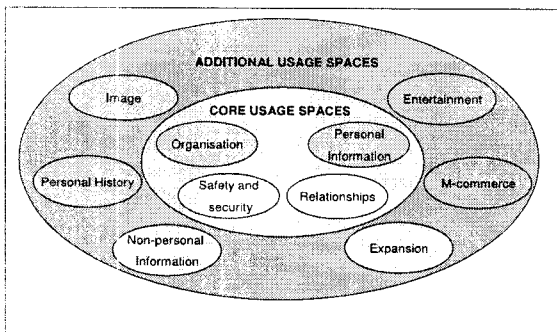 ADDITIONAL USAGE SPACES
Image
Entertainment
CORE USAGE SPACES
Organisation
Personal
Information
Personal History
M-commerce
Safety and
security
Relationships
Non-personal
Information
Expansion